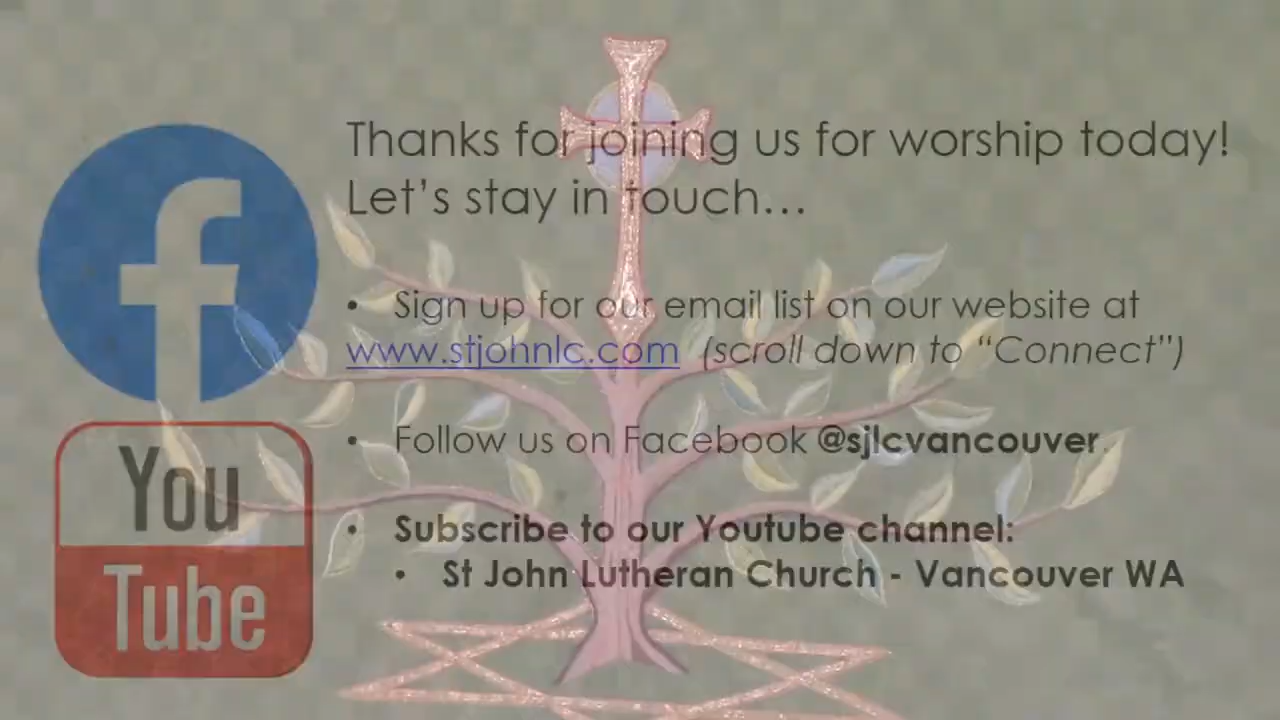 Thanks for joining us for worship today!
Let’s stay in touch…
• Sign up for our email list on our website at
www.stjohnlc.com (scroll down to “Connect”)
• Follow us on Facebook @sjlcvancouver
• Subscribe to our Youtube channel:
• St John Lutheran Church - Vancouver WA
You
Tube